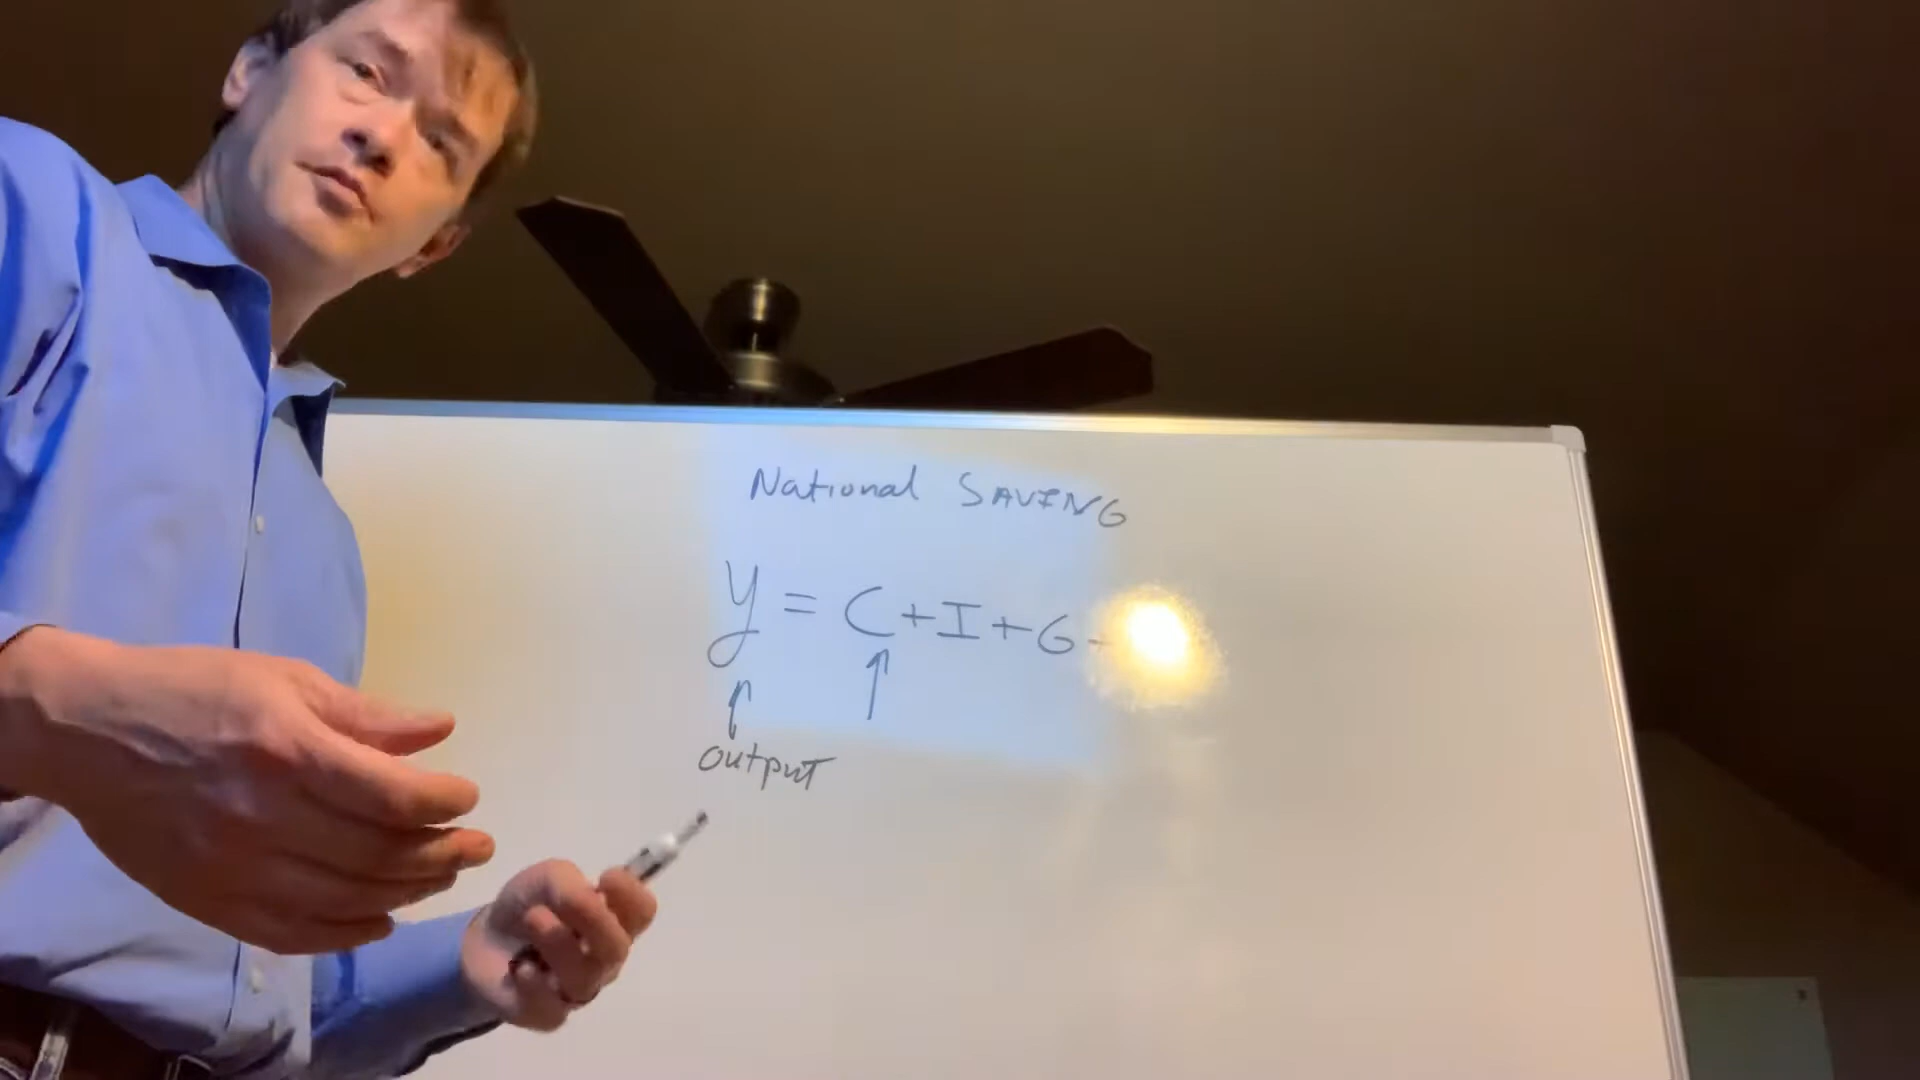 National SAVING
Y = C + I + G
output